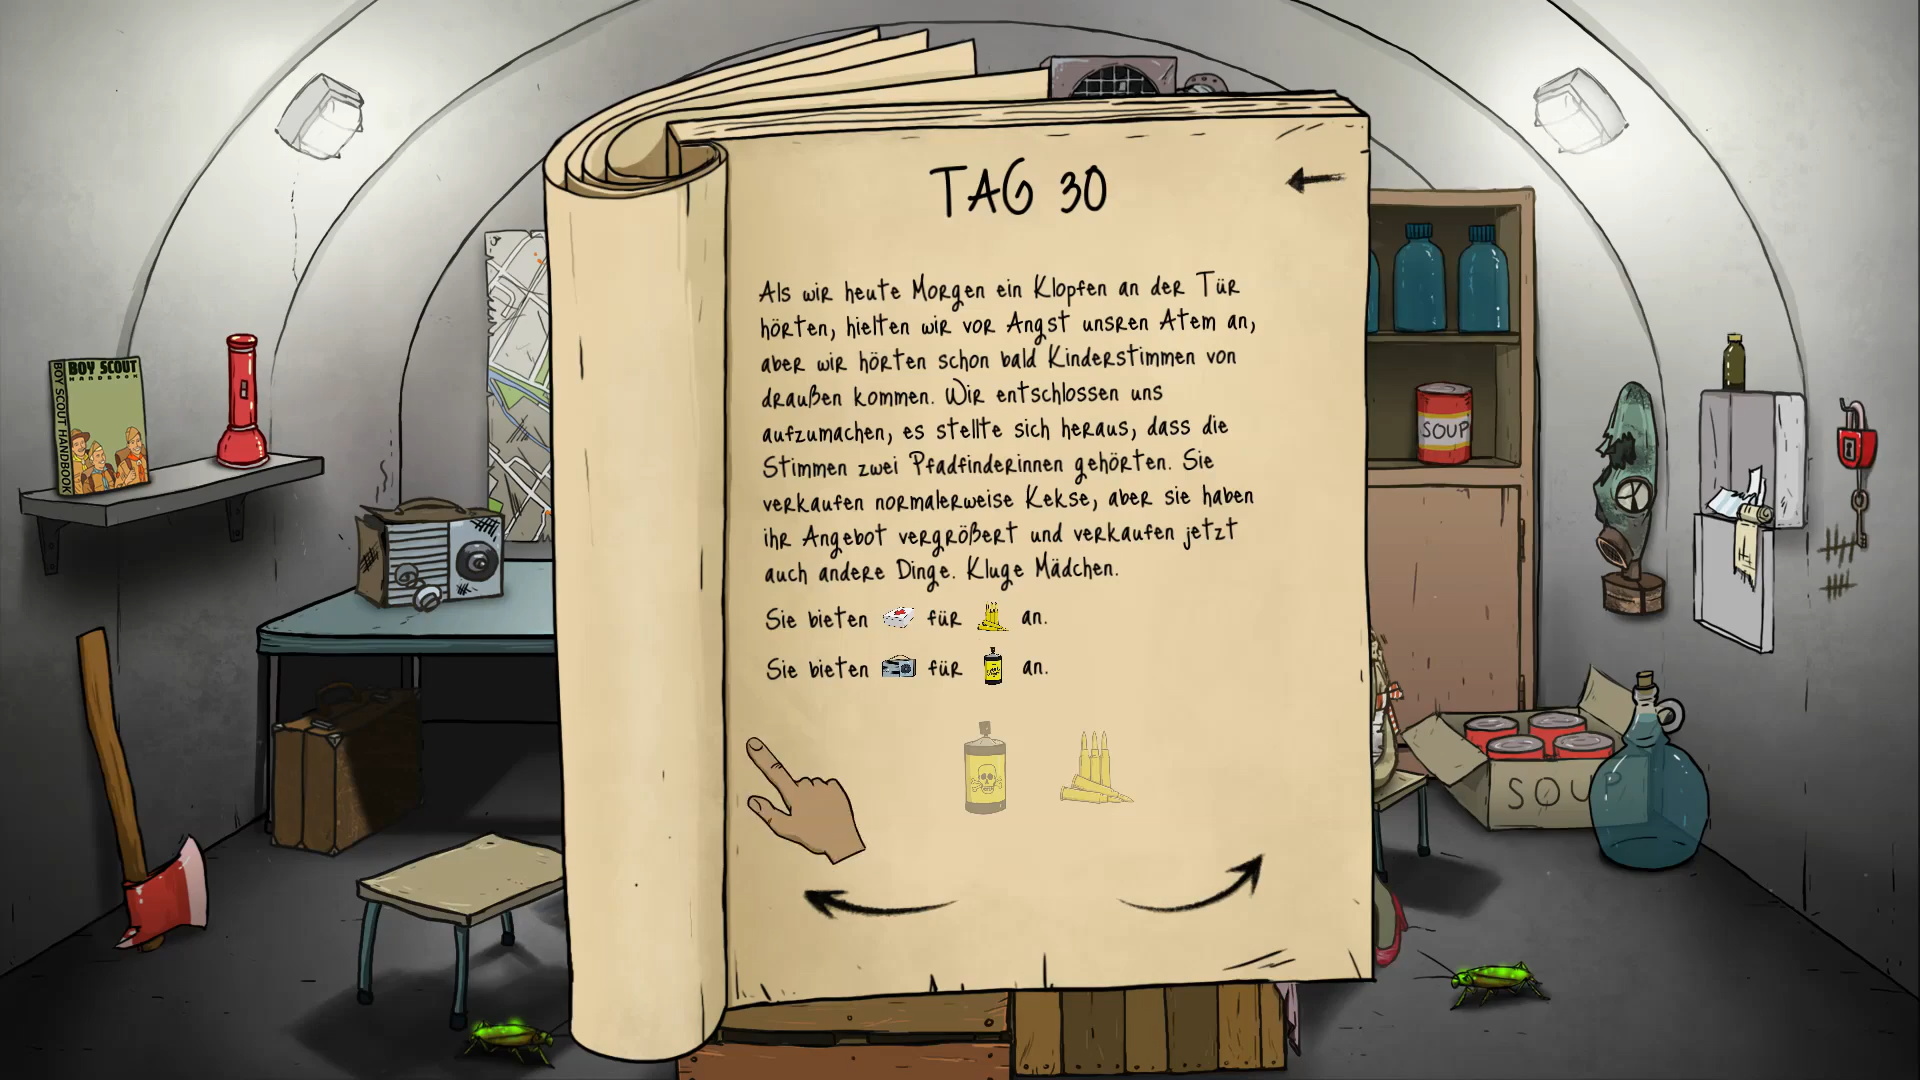 TAG 30
Als wir heute Morgen ein Klopfen an der Tür
hörten, hielten wir vor Angst unsren Atem an,
aber wir hörten schon bald Kinderstimmen von
draußen kommen. Wir entschlossen uns
aufzumachen, es stellte sich heraus, dass die
Stimmen zwei Pfadfinderinnen gehörten. Sie
verkaufen normalerweise Kekse, aber sie haben
ihr Angebot vergrößert und verkaufen jetzt
auch andere Dinge. Kluge Mädchen.
Sie bieten für an.
Sie bieten für an.
BOY SCOUT
HANDBOOK
BOY SCOUT HANDBOOK
SOUP
SOU